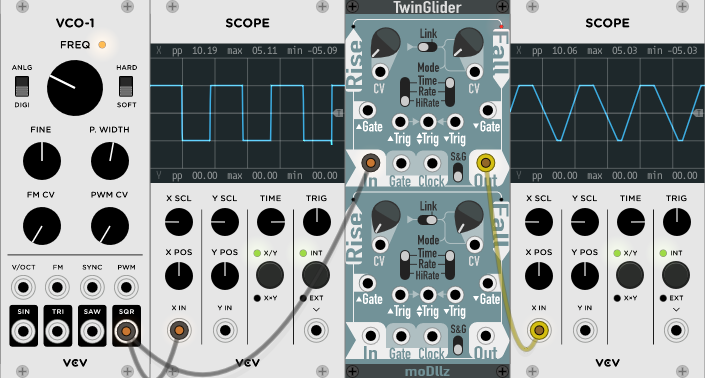 VCO-1
FREQ
ANLG
HARD
DIGI
SOFT
FINE
P. WIDTH
FM CV
PWM CV
V/OCT
FM
SYNC
PWM
SIN
TRI
SAW
SQR
VCV
SCOPE
X pp 10.19 max 05.11 min -05.09
Y pp 00.00 max 00.00 min 00.00
T
X SCL
Y SCL
TIME
TRIG
X POS
Y POS
X/Y
INT
X×Y
EXT
X IN
Y IN
VCV
TwinGlider
Rise
Fall
Link
CV
CV
Mode
Time
Rate
HiRate
▲Gate
▼Gate
▲Trig
▲▼Trig
▼Trig
In
Gate
Clock
S&G
Out
Rise
Fall
Link
CV
CV
Mode
Time
Rate
HiRate
▲Gate
▼Gate
▲Trig
▲▼Trig
▼Trig
In
Gate
Clock
S&G
Out
moDllz
SCOPE
X pp 10.06 max 05.03 min -05.03
Y pp 00.00 max 00.00 min 00.00
T
X SCL
Y SCL
TIME
TRIG
X POS
Y POS
X/Y
INT
X×Y
EXT
X IN
Y IN
VCV